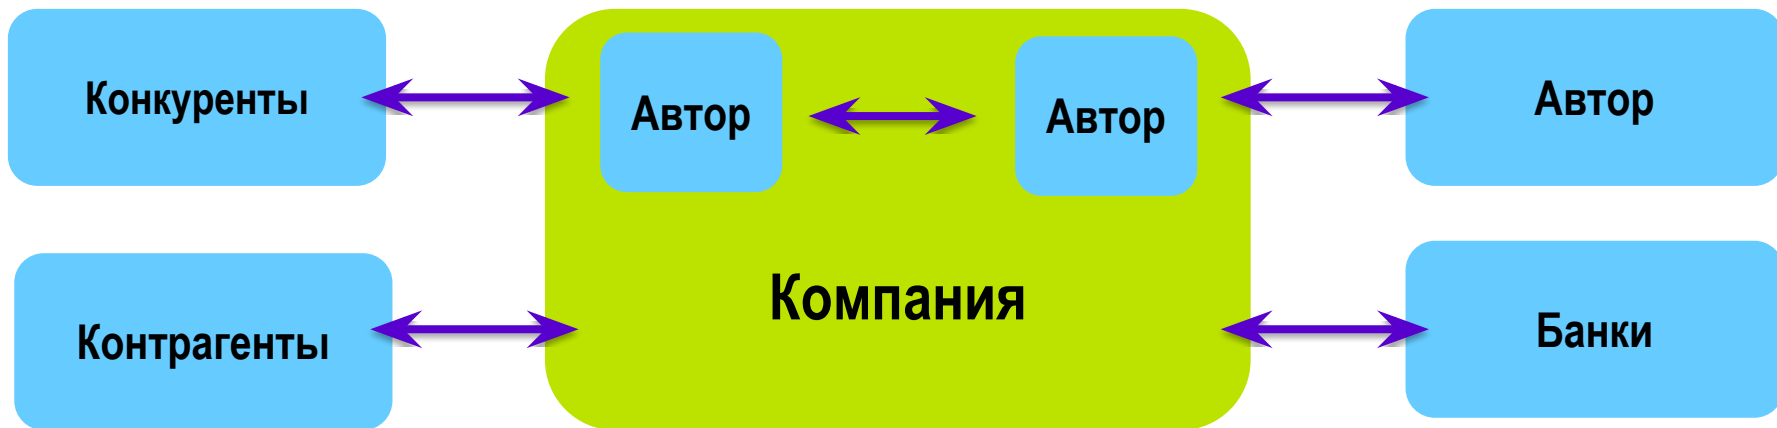 Конкуренты
Автор
Автор
Автор
Компания
Контрагенты
Банки